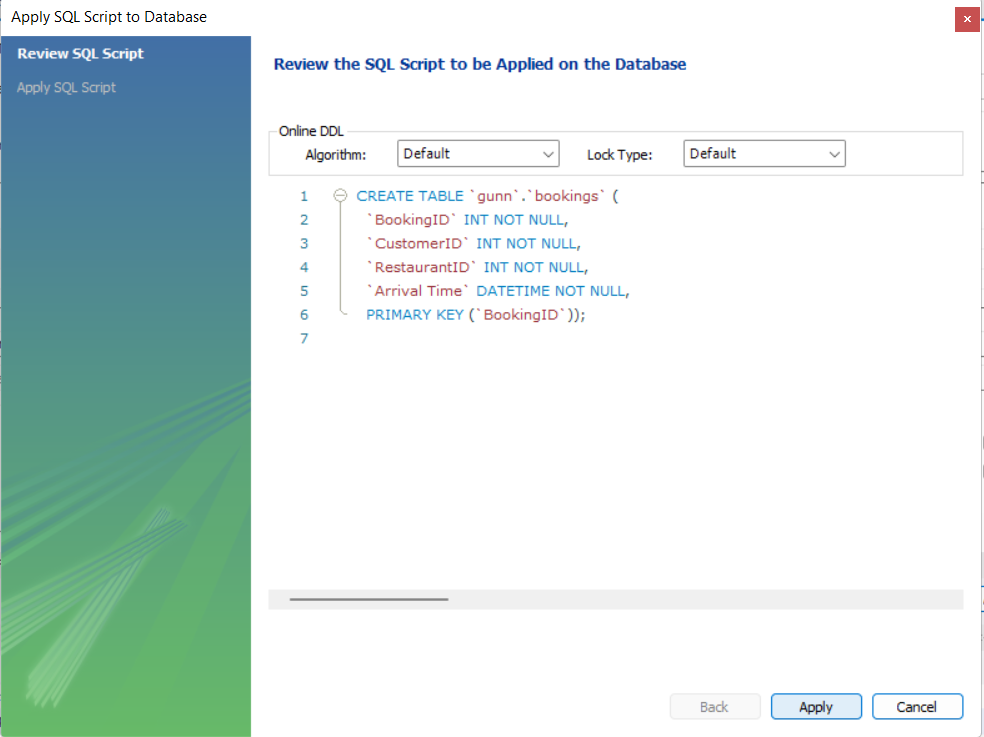 Apply SQL Script to Database
Review SQL Script
Apply SQL Script
Review the SQL Script to be Applied on the Database
Online DDL
Algorithm: Default Lock Type: Default
1 CREATE TABLE `gunn`.`bookings` (
2 `BookingID` INT NOT NULL,
3 `CustomerID` INT NOT NULL,
4 `RestaurantID` INT NOT NULL,
5 `Arrival Time` DATETIME NOT NULL,
6 PRIMARY KEY (`BookingID`));
7
Back Apply Cancel